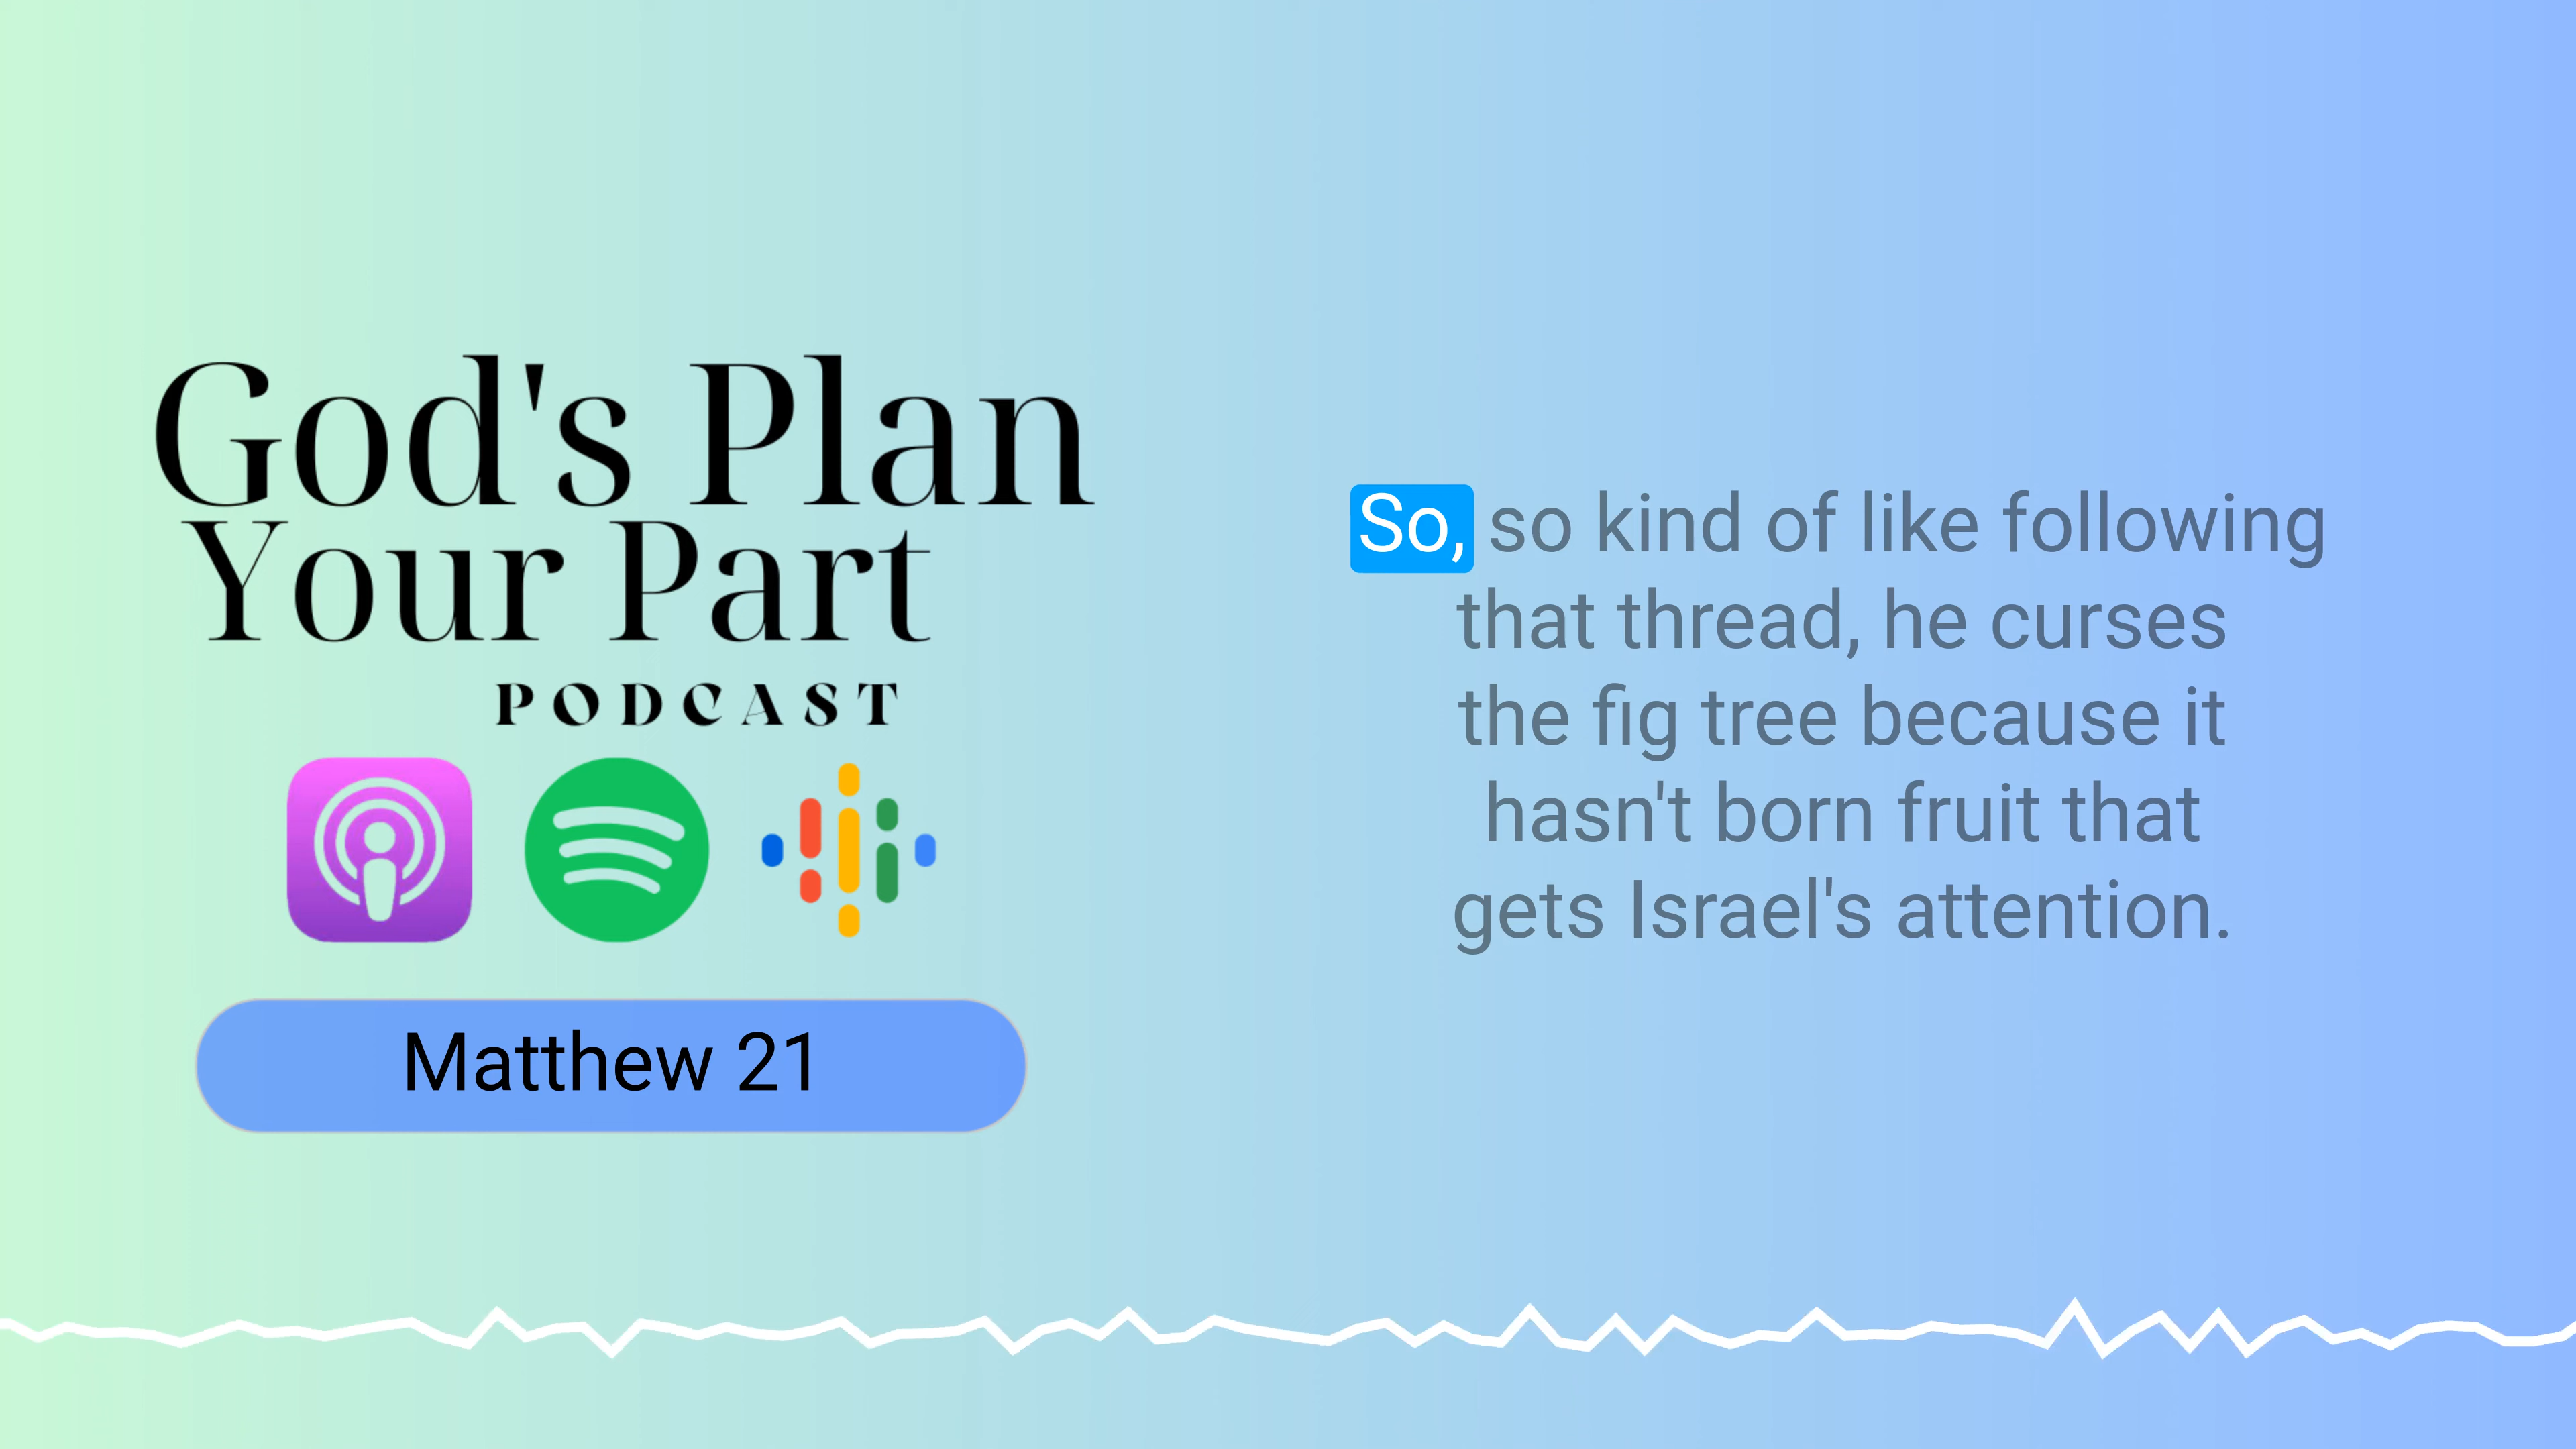 God's Plan
Your Part
PODCAST
Matthew 21
So, so kind of like following
that thread, he curses
the fig tree because it
hasn't born fruit that
gets Israel's attention.